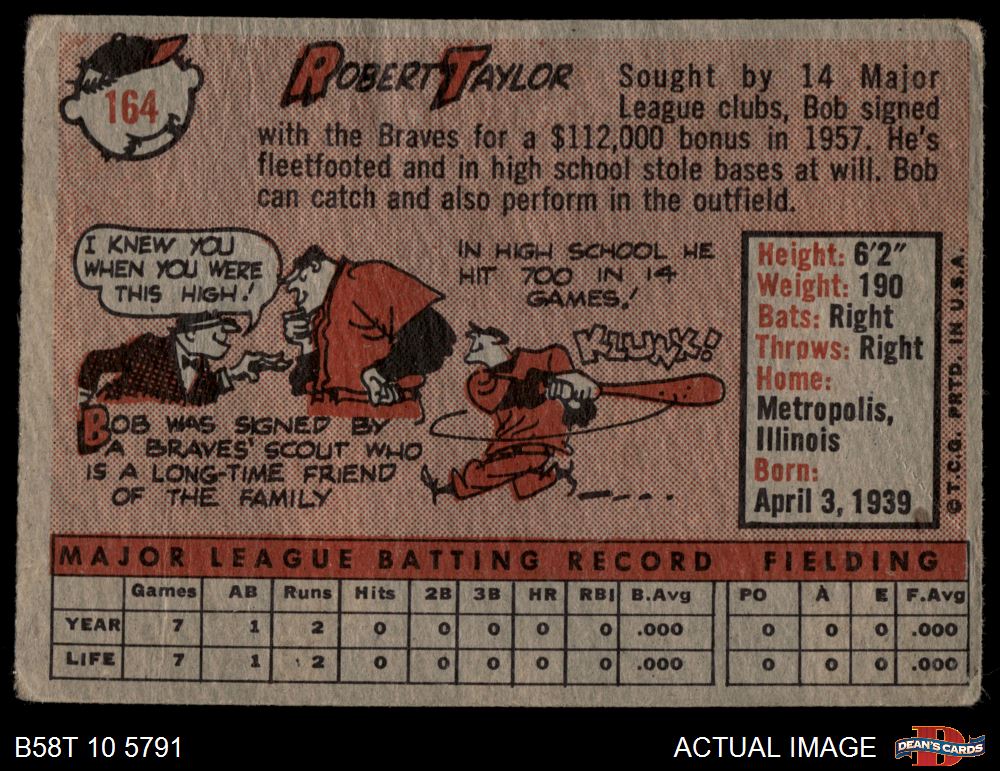 164
ROBERT TAYLOR
Sought by 14 Major
League clubs, Bob signed
with the Braves for a $112,000 bonus in 1957. He's
fleetfooted and in high school stole bases at will. Bob
can catch and also perform in the outfield.
I KNEW YOU
WHEN YOU WERE
THIS HIGH!
BOB WAS SIGNED BY
A BRAVES' SCOUT WHO
IS A LONG-TIME FRIEND
OF THE FAMILY
IN HIGH SCHOOL HE
HIT 700 IN 14
GAMES!
KLUNK!
Height: 6'2"
Weight: 190
Bats: Right
Throws: Right
Home:
Metropolis,
Illinois
Born:
April 3, 1939
© T.C.G. PRTD. IN U.S.A.
MAJOR LEAGUE BATTING RECORD FIELDING
Games AB Runs Hits 2B 3B HR RBI B.Avg PO A E F.Avg
YEAR 7 1 2 0 0 0 0 0 .000 0 0 0 .000
LIFE 7 1 2 0 0 0 0 0 .000 0 0 0 .000
B58T 10 5791
ACTUAL IMAGE
D
DEAN'S CARDS